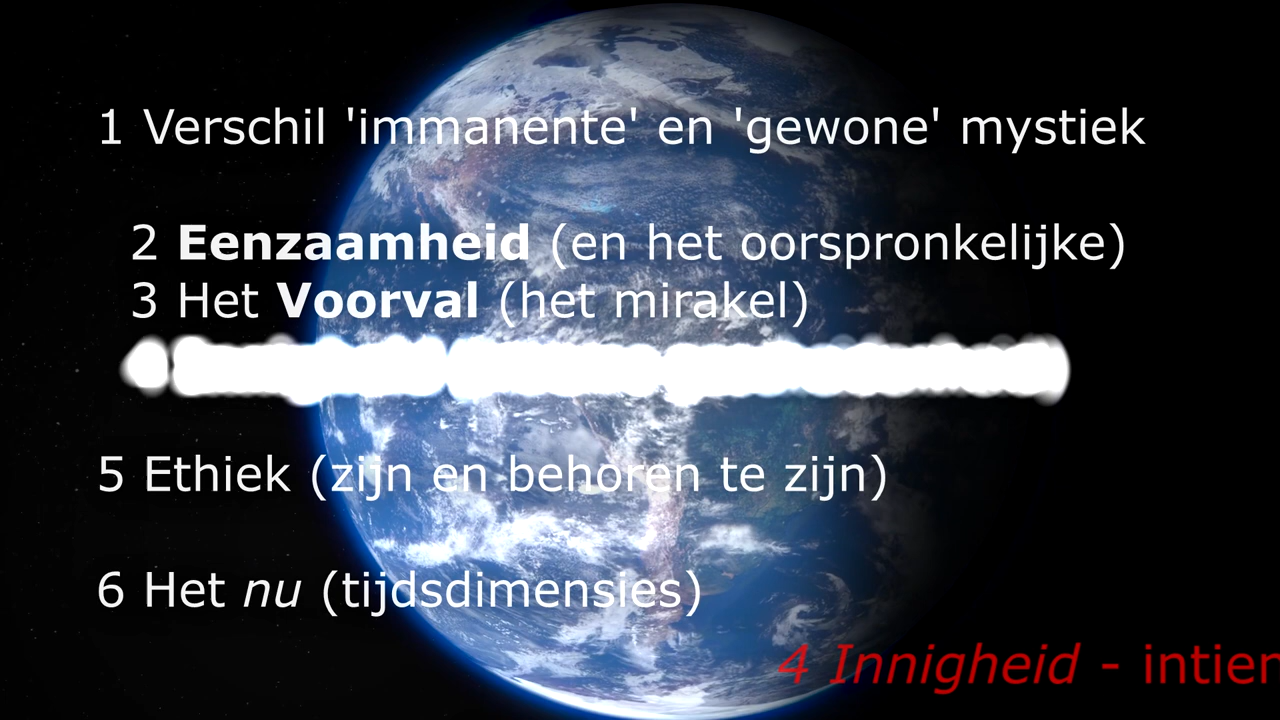 1 Verschil 'immanente' en 'gewone' mystiek
2 Eenzaamheid (en het oorspronkelijke)
3 Het Voorval (het mirakel)
5 Ethiek (zijn en behoren te zijn)
6 Het nu (tijdsdimensies)
4 Innigheid -